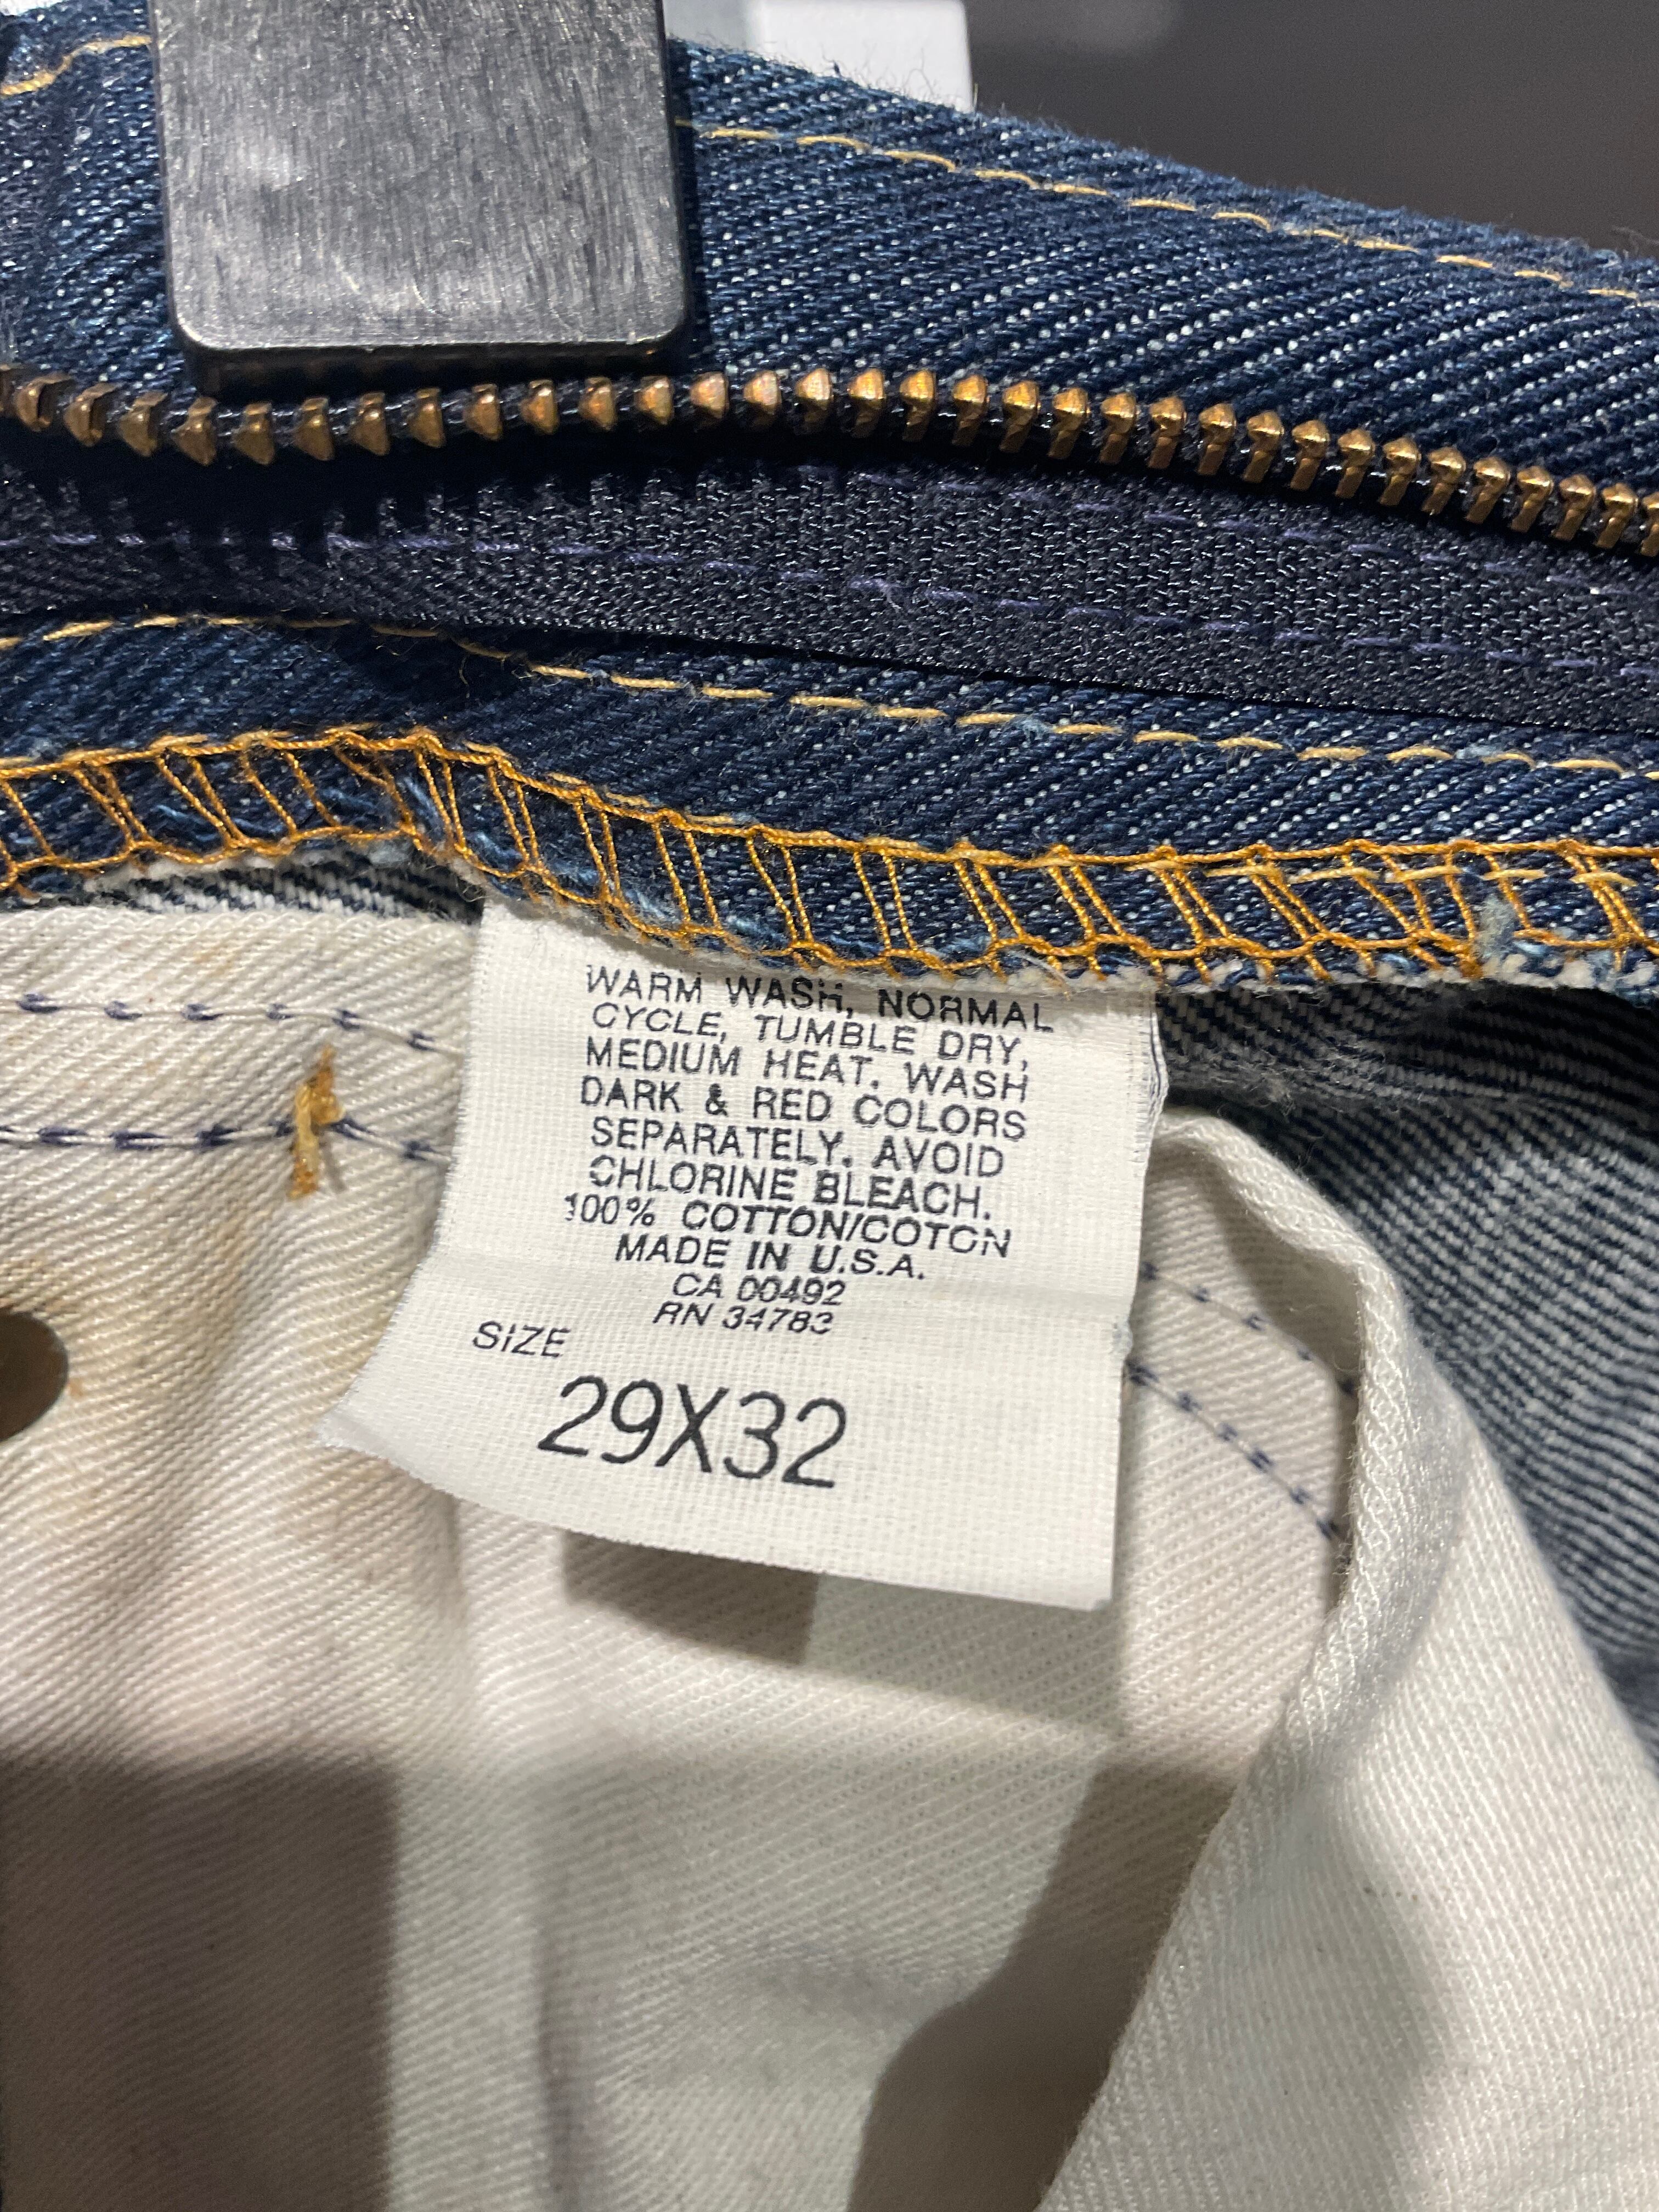 WARM WASH, NORMAL
CYCLE, TUMBLE DRY,
MEDIUM HEAT. WASH
DARK & RED COLORS
SEPARATELY. AVOID
CHLORINE BLEACH.
100% COTTON/COTON
MADE IN U.S.A.
CA 00492
RN 34783
SIZE
29X32